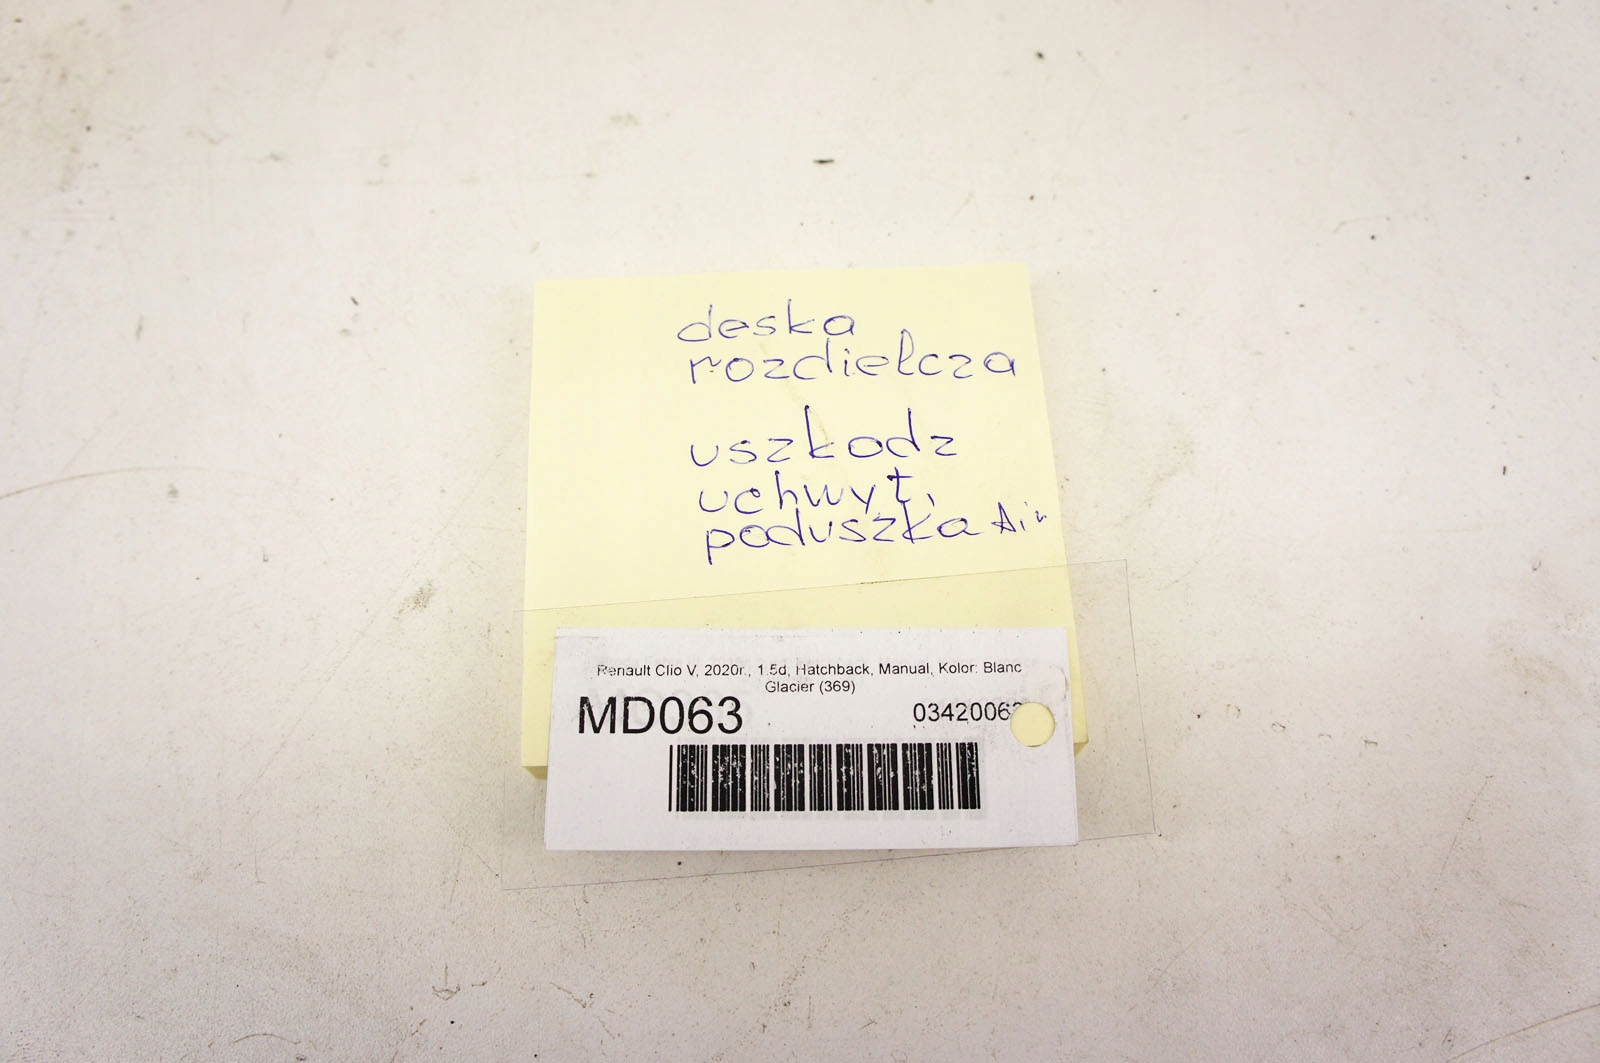 deska
rozdielcza
uszkodz
uchwyt,
poduszka Air
Renault Clio V, 2020r., 1.5d, Hatchback, Manual, Kolor: Blanc
Glacier (369)
MD063
0342006